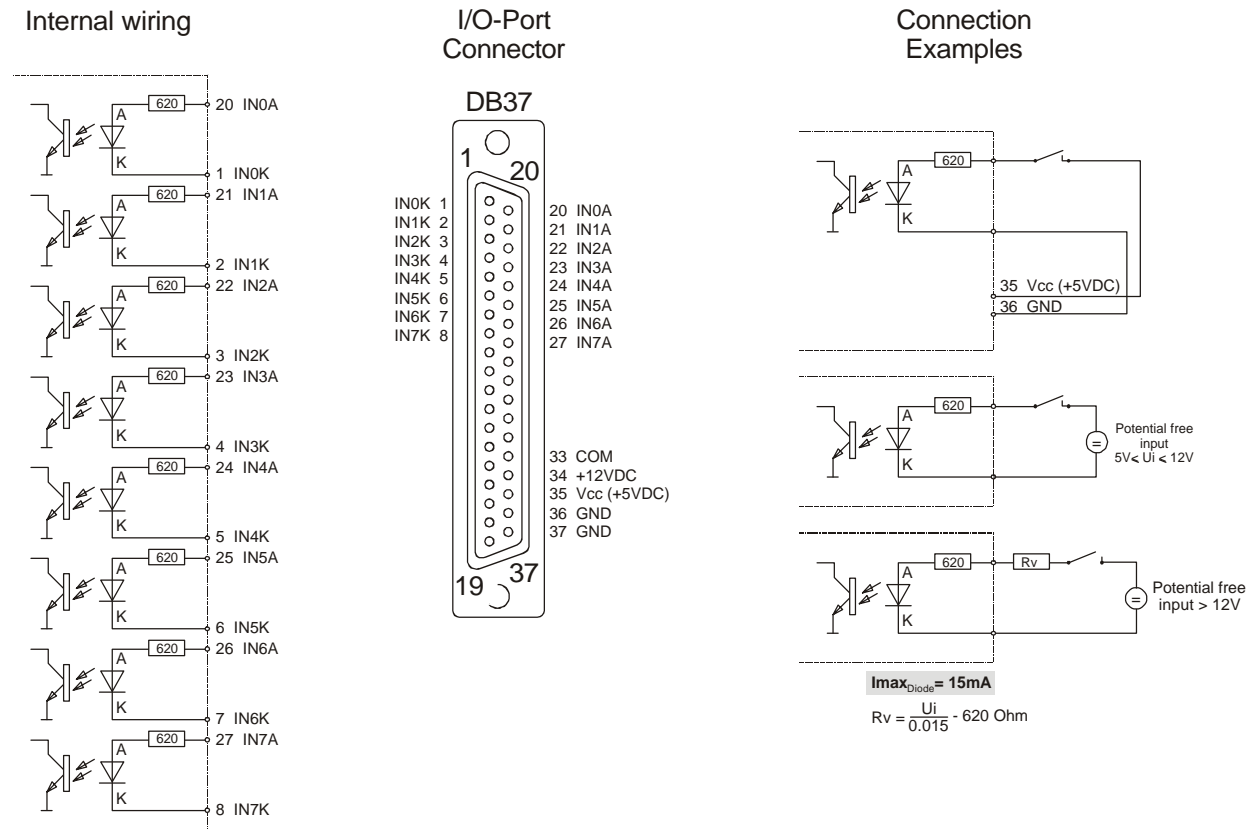 Internal wiring
620 20 IN0A
A
K
1 IN0K
620 21 IN1A
A
K
2 IN1K
620 22 IN2A
A
K
3 IN2K
620 23 IN3A
A
K
4 IN3K
620 24 IN4A
A
K
5 IN4K
620 25 IN5A
A
K
6 IN5K
620 26 IN6A
A
K
7 IN6K
620 27 IN7A
A
K
8 IN7K
I/O-Port
Connector
DB37
1
20
IN0K 1
IN1K 2
IN2K 3
IN3K 4
IN4K 5
IN5K 6
IN6K 7
IN7K 8
20 IN0A
21 IN1A
22 IN2A
23 IN3A
24 IN4A
25 IN5A
26 IN6A
27 IN7A
33 COM
34 +12VDC
35 Vcc (+5VDC)
36 GND
37 GND
19
37
Connection
Examples
620
A
K
35 Vcc (+5VDC)
36 GND
620
A
K
=
Potential free
input
5V⩽ Ui ⩽ 12V
620
Rv
A
K
=
Potential free
input > 12V
Imax Diode = 15mA
Rv = Ui / 0.015 - 620 Ohm